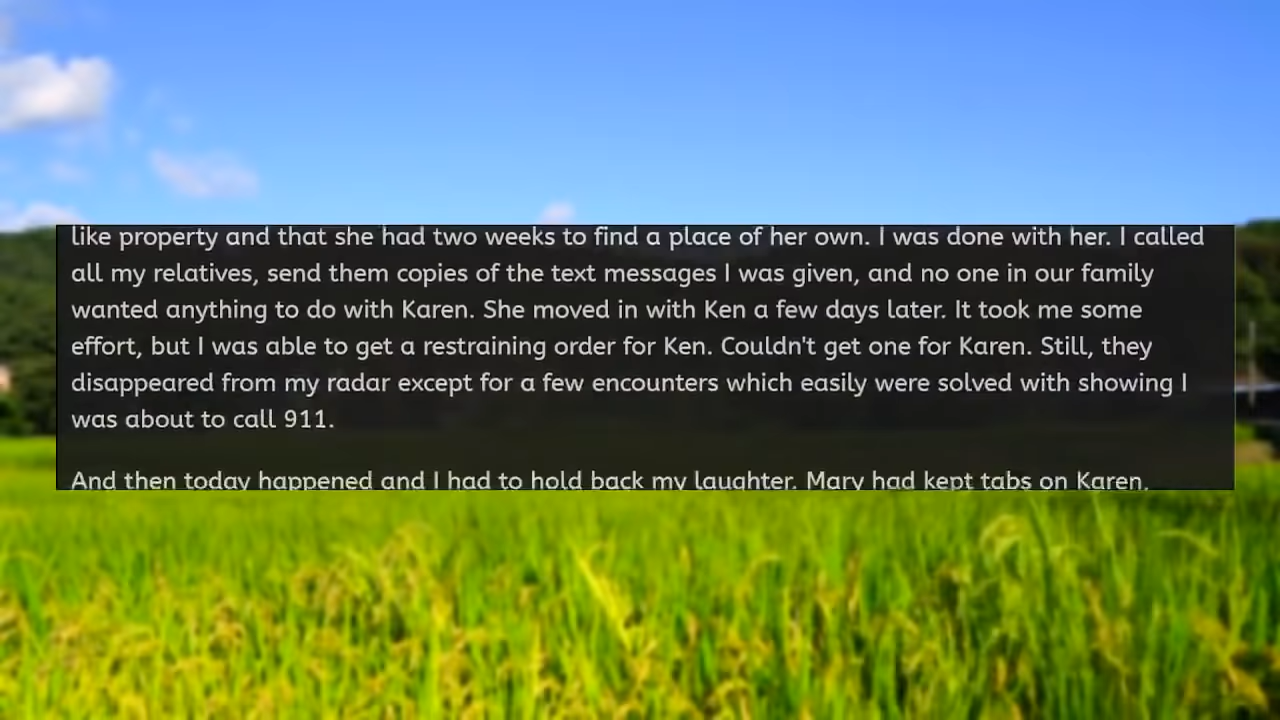 like property and that she had two weeks to find a place of her own. I was done with her. I called
all my relatives, send them copies of the text messages I was given, and no one in our family
wanted anything to do with Karen. She moved in with Ken a few days later. It took me some
effort, but I was able to get a restraining order for Ken. Couldn't get one for Karen. Still, they
disappeared from my radar except for a few encounters which easily were solved with showing I
was about to call 911.
And then today happened and I had to hold back my laughter. Mary had kept tabs on Karen.